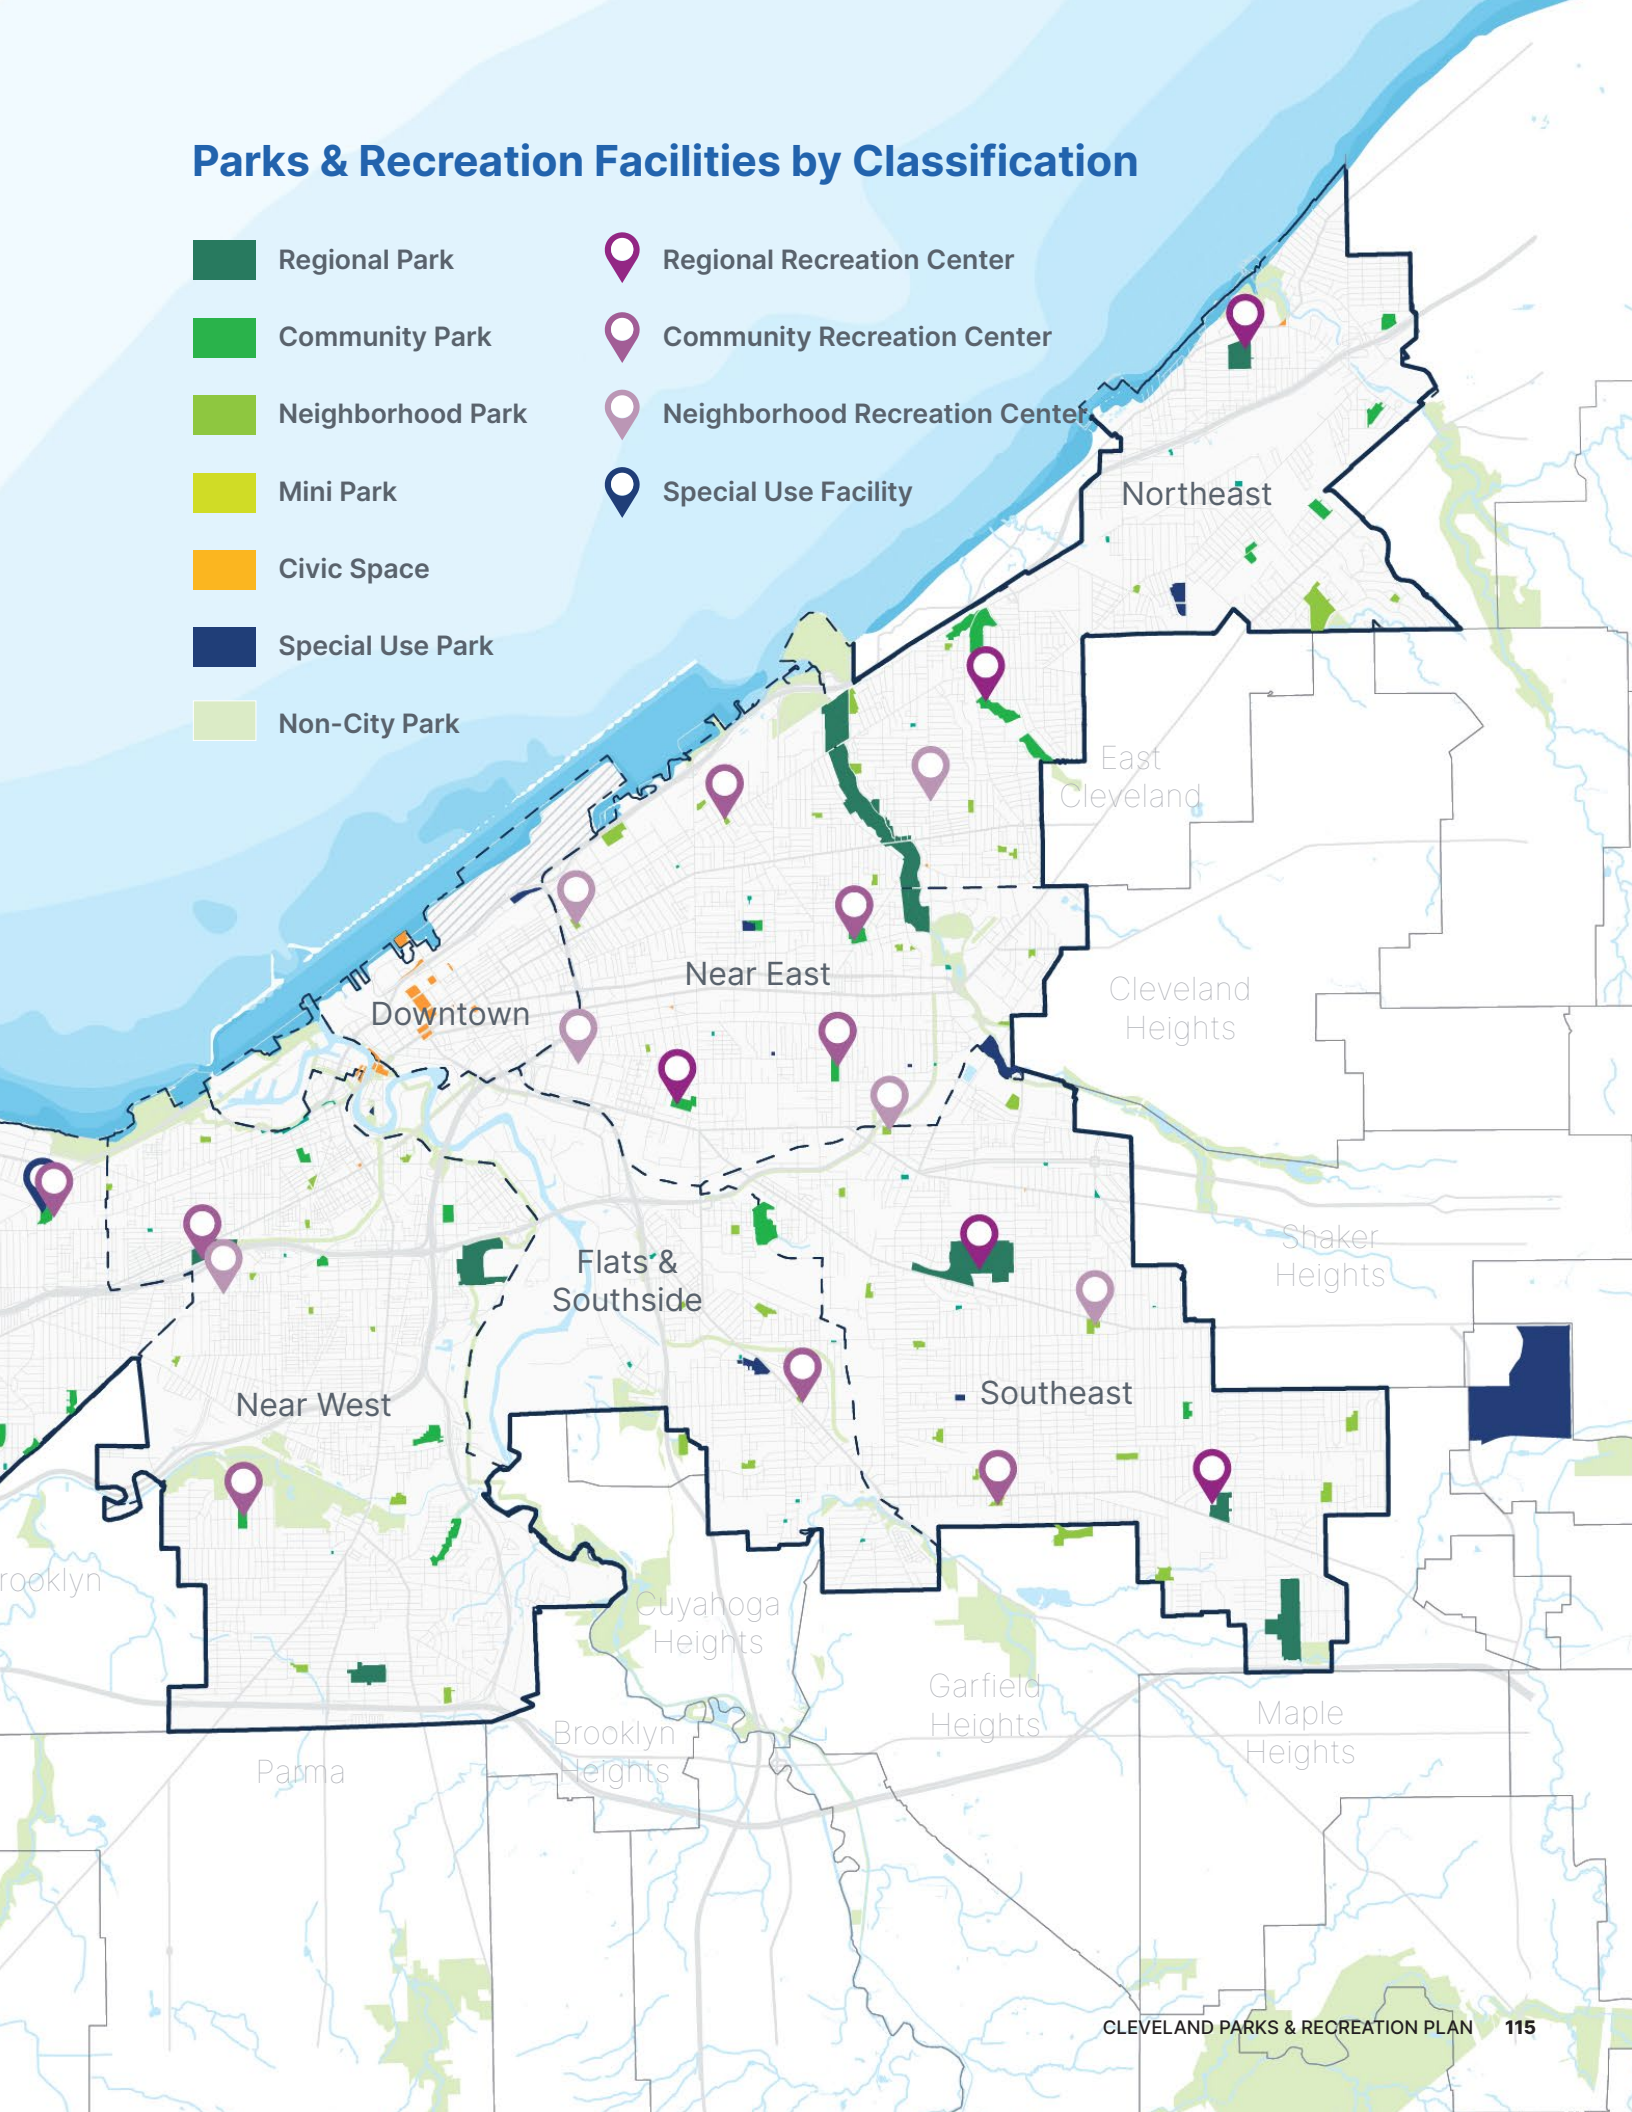 Parks & Recreation Facilities by Classification
Regional Park
Community Park
Neighborhood Park
Mini Park
Civic Space
Special Use Park
Non-City Park
Regional Recreation Center
Community Recreation Center
Neighborhood Recreation Center
Special Use Facility
Northeast
East
Cleveland
Near East
Downtown
Cleveland
Heights
Flats &
Southside
Shaker
Heights
Near West
Southeast
rooklyn
Cuyahoga
Heights
Garfield
Heights
Maple
Heights
Brooklyn
Heights
Parma
CLEVELAND PARKS & RECREATION PLAN 115